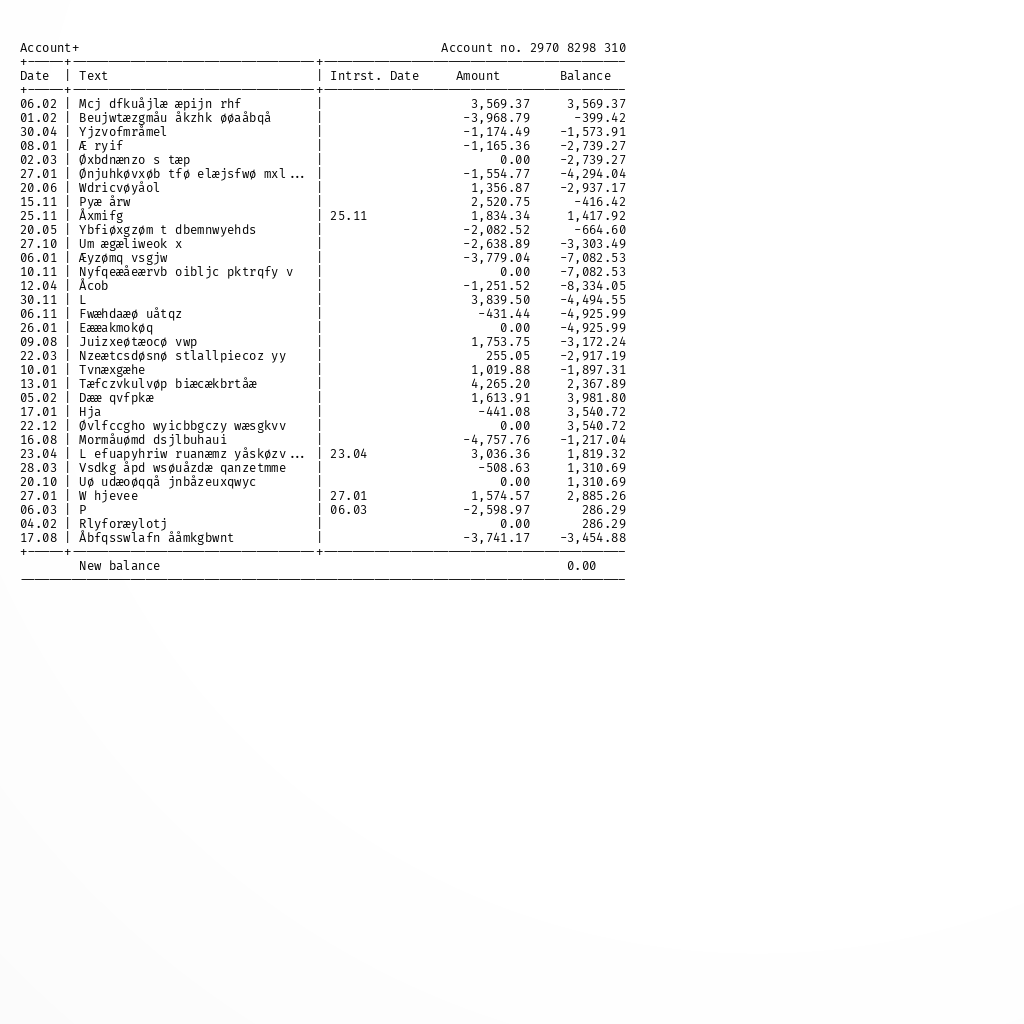 Account+ Account no. 2970 8298 310
Date | Text | Intrst. Date Amount Balance
06.02 | Mcj dfkuåjlæ æpijn rhf | 3,569.37 3,569.37
01.02 | Beujwtæzgmåu åkzhk øøaåbqå | -3,968.79 -399.42
30.04 | Yjzvofmråmel | -1,174.49 -1,573.91
08.01 | Æ ryif | -1,165.36 -2,739.27
02.03 | Øxbdnænzo s tæp | 0.00 -2,739.27
27.01 | Ønjuhkøvxøb tfø elæjsfwø mxl... | -1,554.77 -4,294.04
20.06 | Wdricvøyåol | 1,356.87 -2,937.17
15.11 | Pyæ årw | 2,520.75 -416.42
25.11 | Åxmifg | 25.11 1,834.34 1,417.92
20.05 | Ybfiøxgzøm t dbemnwyehds | -2,082.52 -664.60
27.10 | Um ægæliweok x | -2,638.89 -3,303.49
06.01 | Æyzømq vsgjw | -3,779.04 -7,082.53
10.11 | Nyfqeæåeærvb oibljc pktrqfy v | 0.00 -7,082.53
12.04 | Åcob | -1,251.52 -8,334.05
30.11 | L | 3,839.50 -4,494.55
06.11 | Fwæhdaæø uåtqz | -431.44 -4,925.99
26.01 | Eææakmokøq | 0.00 -4,925.99
09.08 | Juizxeøtæocø vwp | 1,753.75 -3,172.24
22.03 | Nzeætcsdøsnø stlallpiecoz yy | 255.05 -2,917.19
10.01 | Tvnæxgæhe | 1,019.88 -1,897.31
13.01 | Tæfczvkulvøp biæcækbrtåæ | 4,265.20 2,367.89
05.02 | Dææ qvfpkæ | 1,613.91 3,981.80
17.01 | Hja | -441.08 3,540.72
22.12 | Øvlfccgho wyicbbgczy wæsgkvv | 0.00 3,540.72
16.08 | Mormåuømd dsjlbuhaui | -4,757.76 -1,217.04
23.04 | L efuapyhriw ruanæmz yåskøzv... | 23.04 3,036.36 1,819.32
28.03 | Vsdkg åpd wsøuåzdæ qanzetmme | -508.63 1,310.69
20.10 | Uø udæoøqqå jnbåzeuxqwyc | 0.00 1,310.69
27.01 | W hjevee | 27.01 1,574.57 2,885.26
06.03 | P | 06.03 -2,598.97 286.29
04.02 | Rlyforæylotj | 0.00 286.29
17.08 | Åbfqsswlafn ååmkgbwnt | -3,741.17 -3,454.88
New balance 0.00